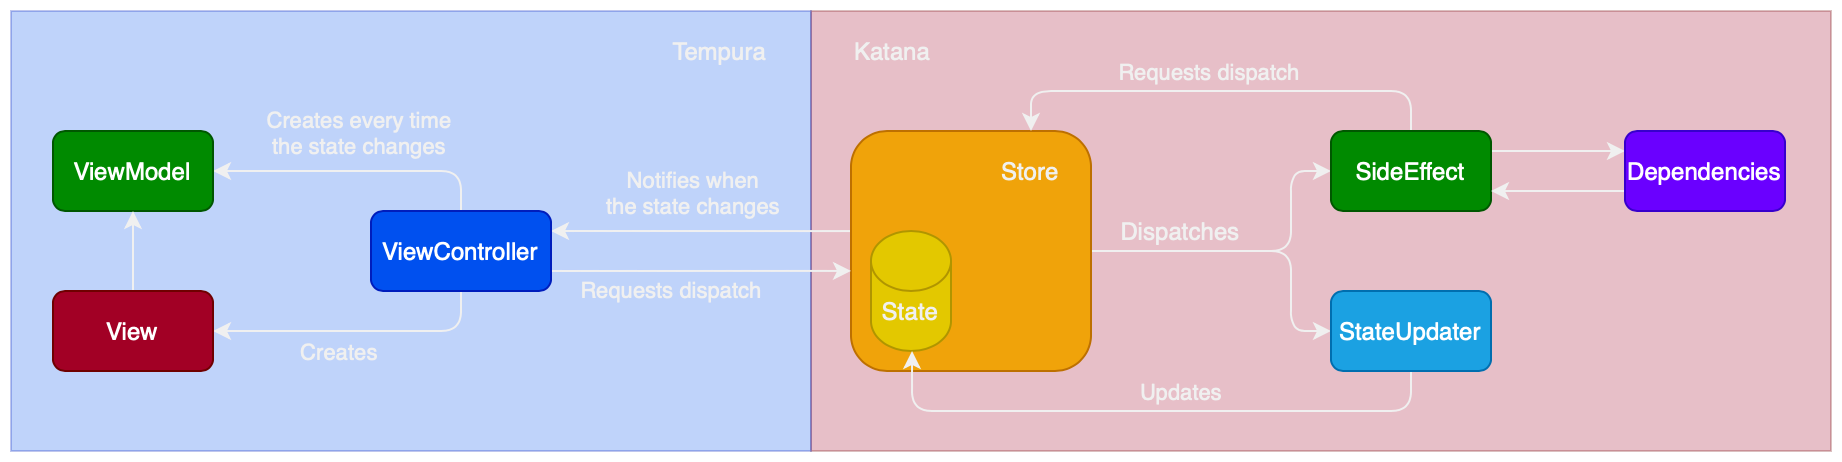 Tempura
Katana
Requests dispatch
Creates every time
the state changes
ViewModel
Notifies when
the state changes
Store
SideEffect
Dependencies
ViewController
Dispatches
Requests dispatch
State
View
StateUpdater
Creates
Updates